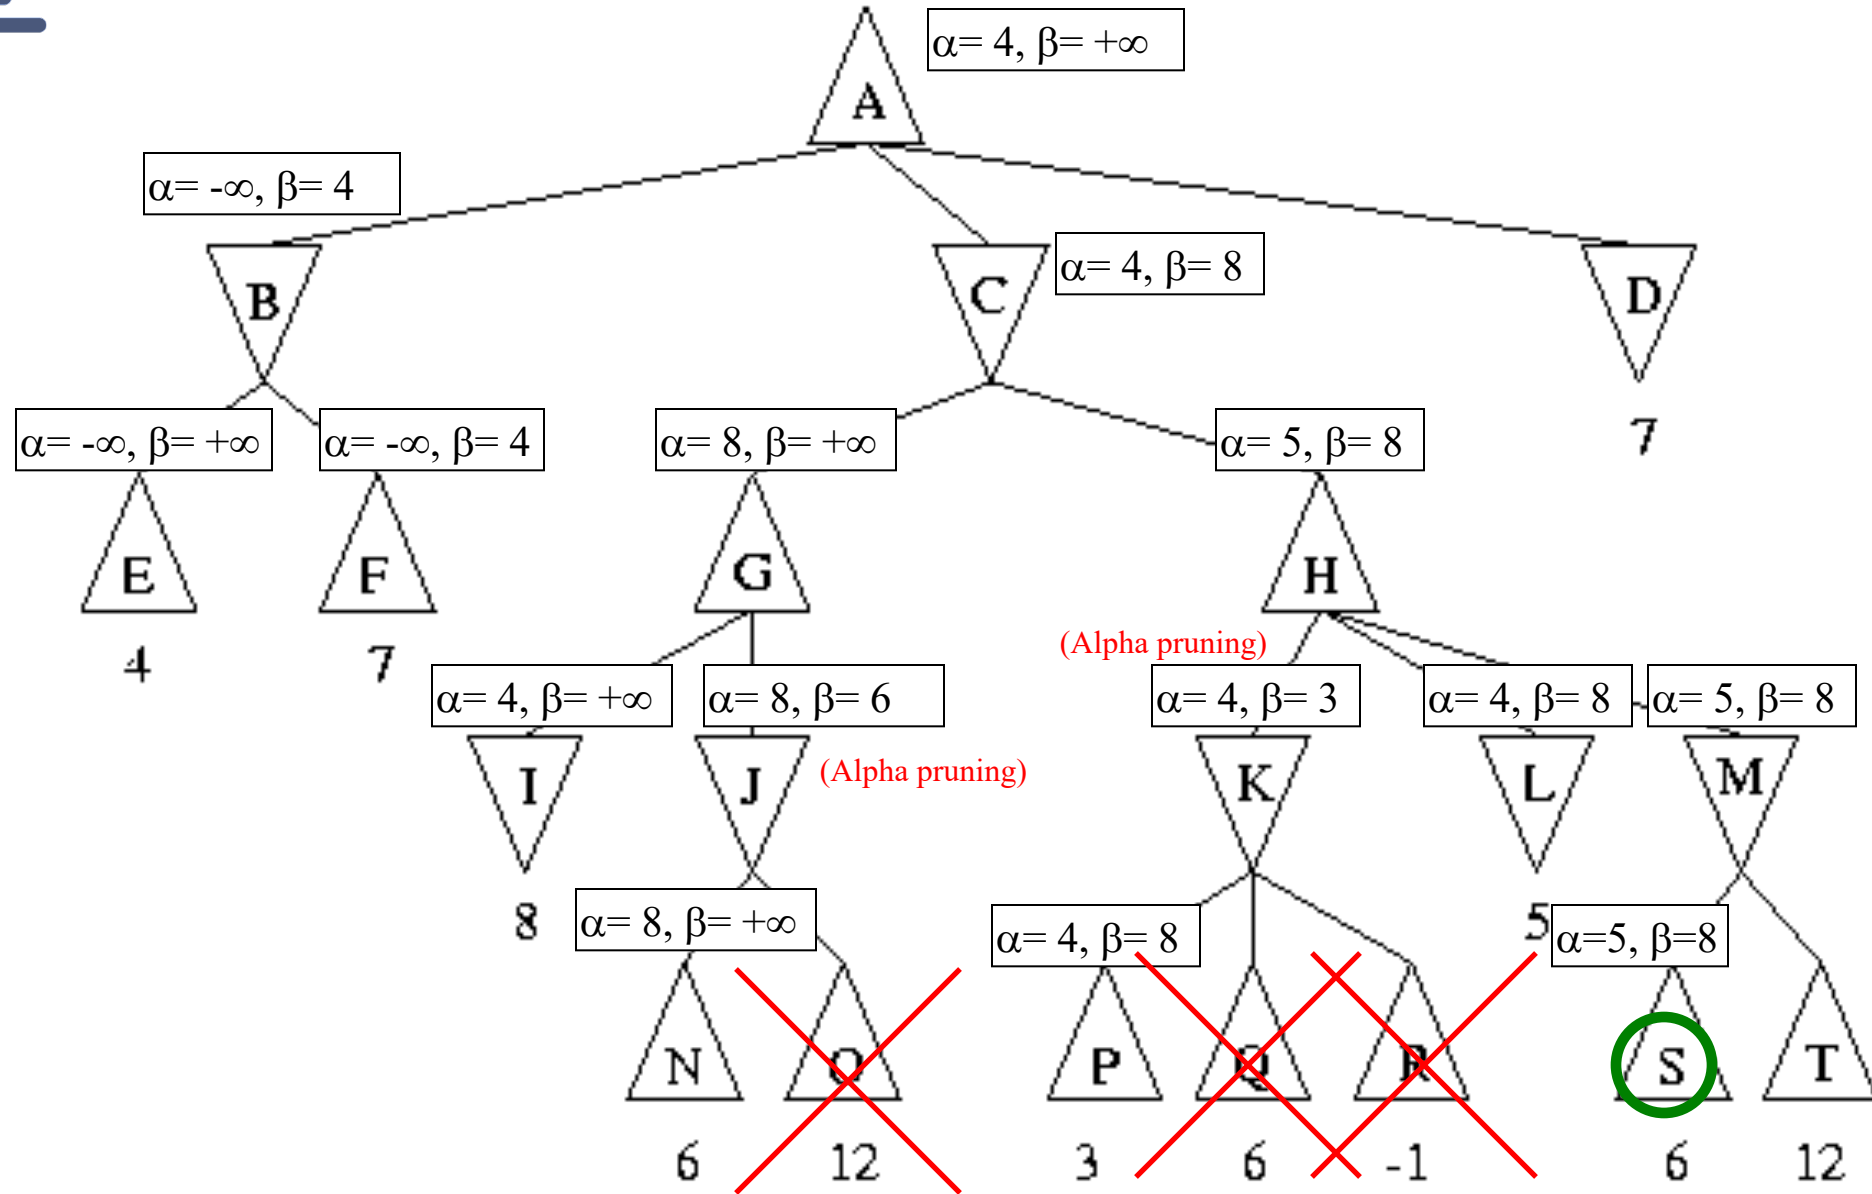 α= 4, β= +∞
A
α= -∞, β= 4
B
C
α= 4, β= 8
D
7
α= -∞, β= +∞
α= -∞, β= 4
α= 8, β= +∞
α= 5, β= 8
E
F
G
H
4
7
(Alpha pruning)
α= 4, β= +∞
α= 8, β= 6
α= 4, β= 3
α= 4, β= 8
α= 5, β= 8
I
J
(Alpha pruning)
K
L
M
8
α= 8, β= +∞
α= 4, β= 8
5
α=5, β=8
N
O
P
Q
R
S
T
6
12
3
6
-1
6
12